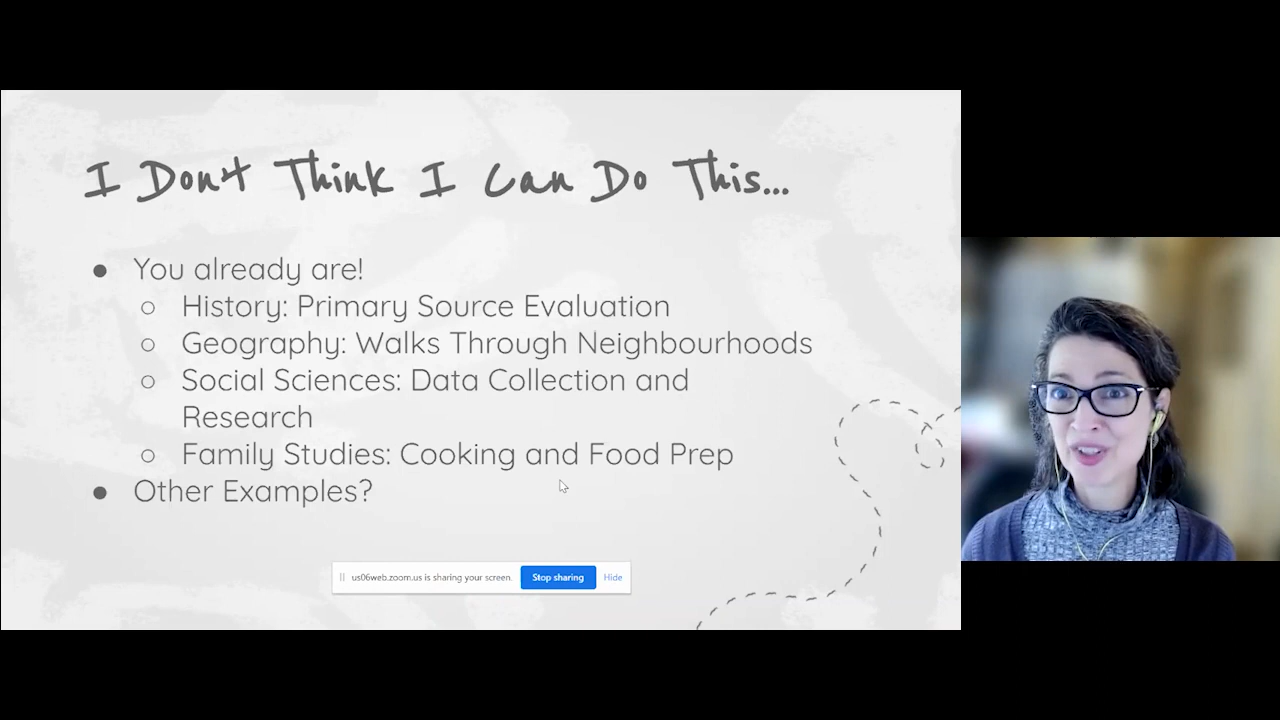 I Don't Think I Can Do This...
● You already are!
○ History: Primary Source Evaluation
○ Geography: Walks Through Neighbourhoods
○ Social Sciences: Data Collection and
Research
○ Family Studies: Cooking and Food Prep
● Other Examples?
us06web.zoom.us is sharing your screen. Stop sharing Hide